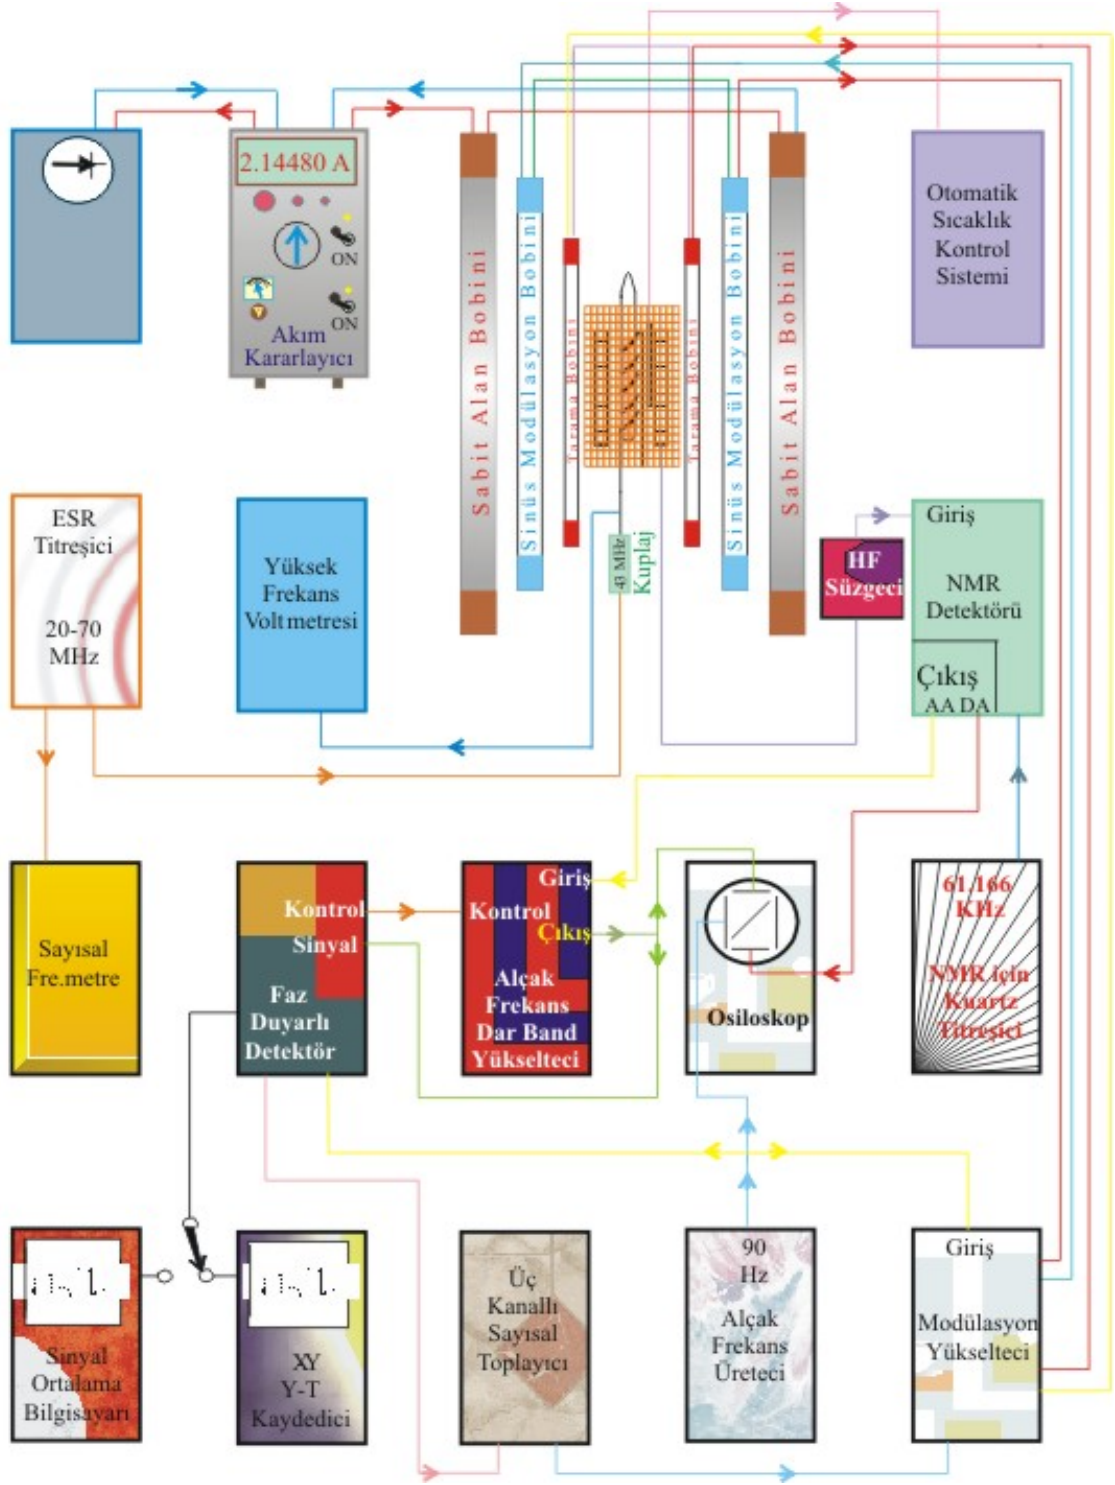 2.14480 A
ON
ON
Akım
Kararlayıcı
Sabit Alan Bobini
Sinüs Modülasyon Bobini
Tarama Bobini
Tarama Bobini
Sinüs Modülasyon Bobini
Sabit Alan Bobini
Otomatik
Sıcaklık
Kontrol
Sistemi
ESR
Titreşici
20-70
MHz
Yüksek
Frekans
Voltmetresi
43 MHz
Kuplaj
HF
Süzgeci
Giriş
NMR
Detektörü
Çıkış
AA DA
Sayısal
Fre.metre
Kontrol
Sinyal
Faz
Duyarlı
Detektör
Giriş
Kontrol
Çıkış
Alçak
Frekans
Dar Band
Yükselteci
Osiloskop
61.166
KHz
NMR için
Kuartz
Titreşici
Sinyal
Ortalama
Bilgisayarı
XY
Y-T
Kaydedici
Üç
Kanallı
Sayısal
Toplayıcı
90
Hz
Alçak
Frekans
Üreteci
Giriş
Modülasyon
Yükselteci